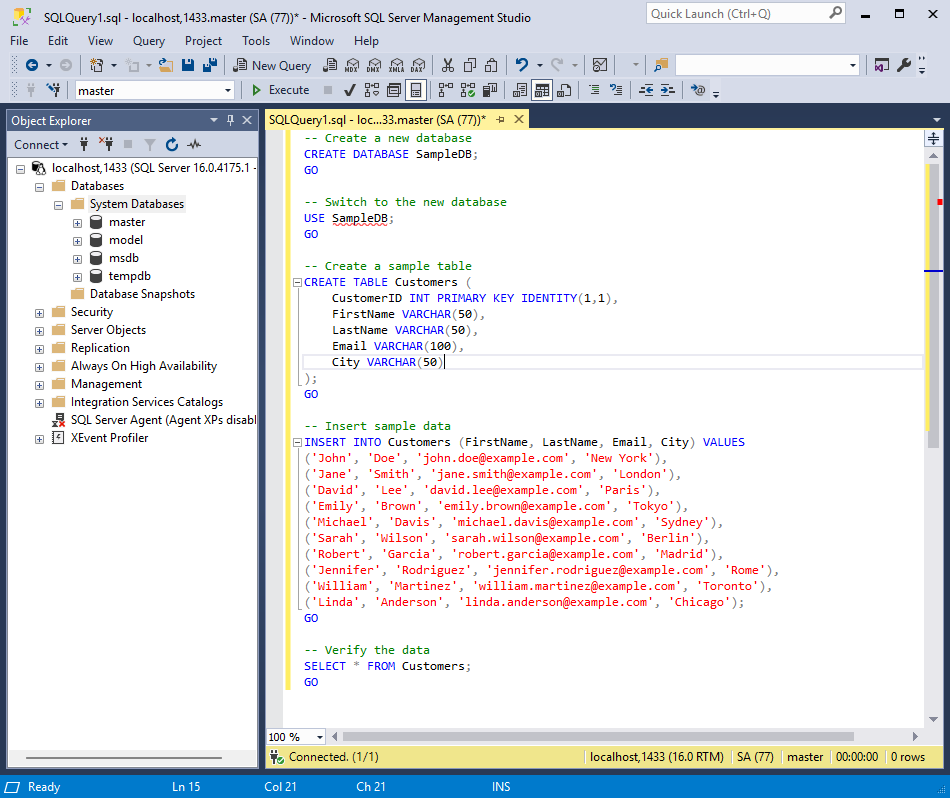 SQLQuery1.sql - localhost,1433.master (SA (77))* - Microsoft SQL Server Management Studio
Quick Launch (Ctrl+Q)
File Edit View Query Project Tools Window Help
New Query MDX DMX XMLA DAX
master Execute
Object Explorer
Connect
localhost,1433 (SQL Server 16.0.4175.1 -
Databases
System Databases
master
model
msdb
tempdb
Database Snapshots
Security
Server Objects
Replication
Always On High Availability
Management
Integration Services Catalogs
SQL Server Agent (Agent XPs disabl
XEvent Profiler
SQLQuery1.sql - loc...33.master (SA (77))*
-- Create a new database
CREATE DATABASE SampleDB;
GO
-- Switch to the new database
USE SampleDB;
GO
-- Create a sample table
CREATE TABLE Customers (
CustomerID INT PRIMARY KEY IDENTITY(1,1),
FirstName VARCHAR(50),
LastName VARCHAR(50),
Email VARCHAR(100),
City VARCHAR(50)
);
GO
-- Insert sample data
INSERT INTO Customers (FirstName, LastName, Email, City) VALUES
('John', 'Doe', 'john.doe@example.com', 'New York'),
('Jane', 'Smith', 'jane.smith@example.com', 'London'),
('David', 'Lee', 'david.lee@example.com', 'Paris'),
('Emily', 'Brown', 'emily.brown@example.com', 'Tokyo'),
('Michael', 'Davis', 'michael.davis@example.com', 'Sydney'),
('Sarah', 'Wilson', 'sarah.wilson@example.com', 'Berlin'),
('Robert', 'Garcia', 'robert.garcia@example.com', 'Madrid'),
('Jennifer', 'Rodriguez', 'jennifer.rodriguez@example.com', 'Rome'),
('William', 'Martinez', 'william.martinez@example.com', 'Toronto'),
('Linda', 'Anderson', 'linda.anderson@example.com', 'Chicago');
GO
-- Verify the data
SELECT * FROM Customers;
GO
100 %
Connected. (1/1) localhost,1433 (16.0 RTM) SA (77) master 00:00:00 0 rows
Ready Ln 15 Col 21 Ch 21 INS